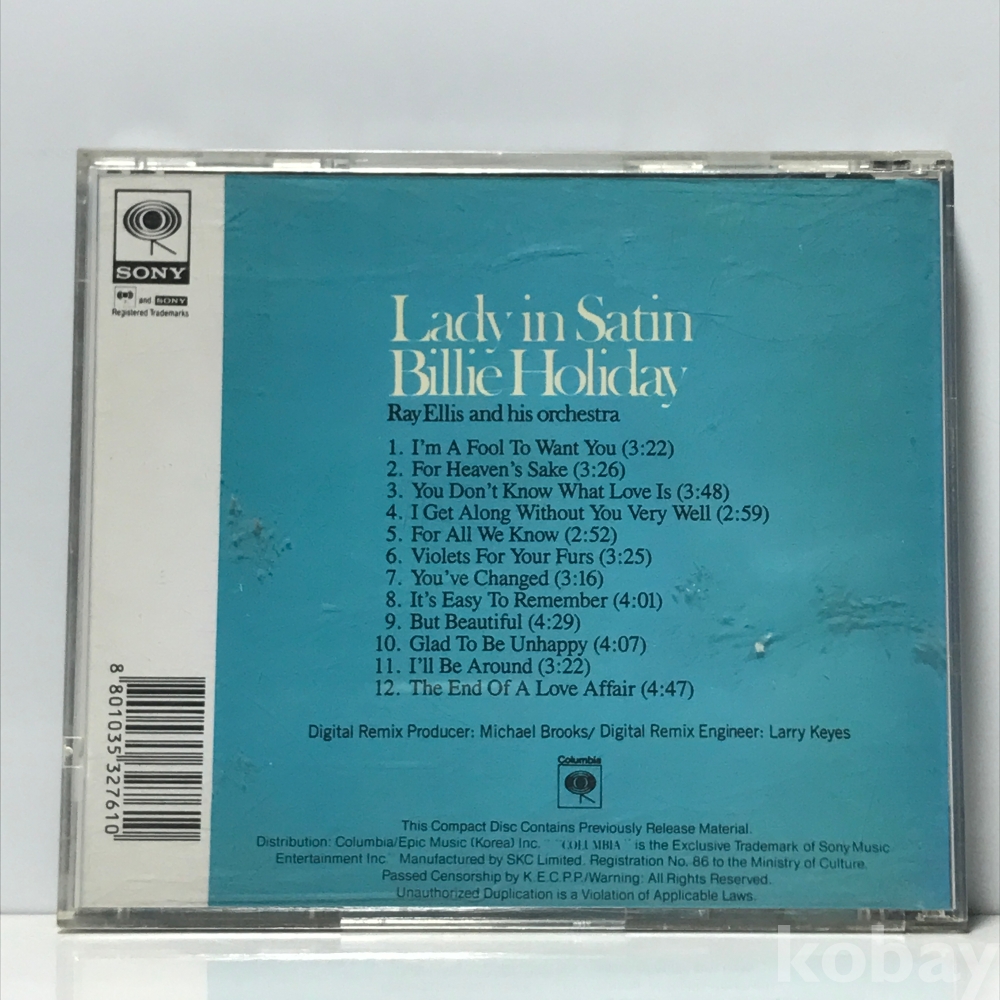 SONY
and SONY
Registered Trademarks
Lady in Satin
Billie Holiday
Ray Ellis and his orchestra
1. I'm A Fool To Want You (3:22)
2. For Heaven's Sake (3:26)
3. You Don't Know What Love Is (3:48)
4. I Get Along Without You Very Well (2:59)
5. For All We Know (2:52)
6. Violets For Your Furs (3:25)
7. You've Changed (3:16)
8. It's Easy To Remember (4:01)
9. But Beautiful (4:29)
10. Glad To Be Unhappy (4:07)
11. I'll Be Around (3:22)
12. The End Of A Love Affair (4:47)
Digital Remix Producer: Michael Brooks/ Digital Remix Engineer: Larry Keyes
Columbia
This Compact Disc Contains Previously Release Material.
Distribution: Columbia/Epic Music (Korea) Inc. "COLUMBIA" is the Exclusive Trademark of Sony Music
Entertainment Inc. Manufactured by SKC Limited. Registration No. 86 to the Ministry of Culture.
Passed Censorship by K.E.C.P.P./Warning: All Rights Reserved.
Unauthorized Duplication is a Violation of Applicable Laws.
8 801035 327610
kobay